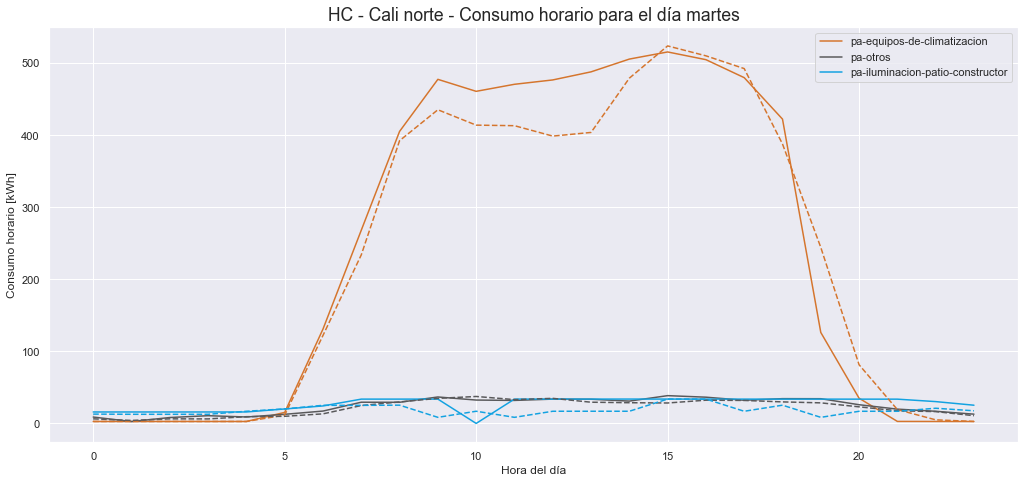 HC - Cali norte - Consumo horario para el día martes
pa-equipos-de-climatizacion
pa-otros
pa-iluminacion-patio-constructor
Consumo horario [kWh]
500
400
300
200
100
0
0 5 10 15 20
Hora del día